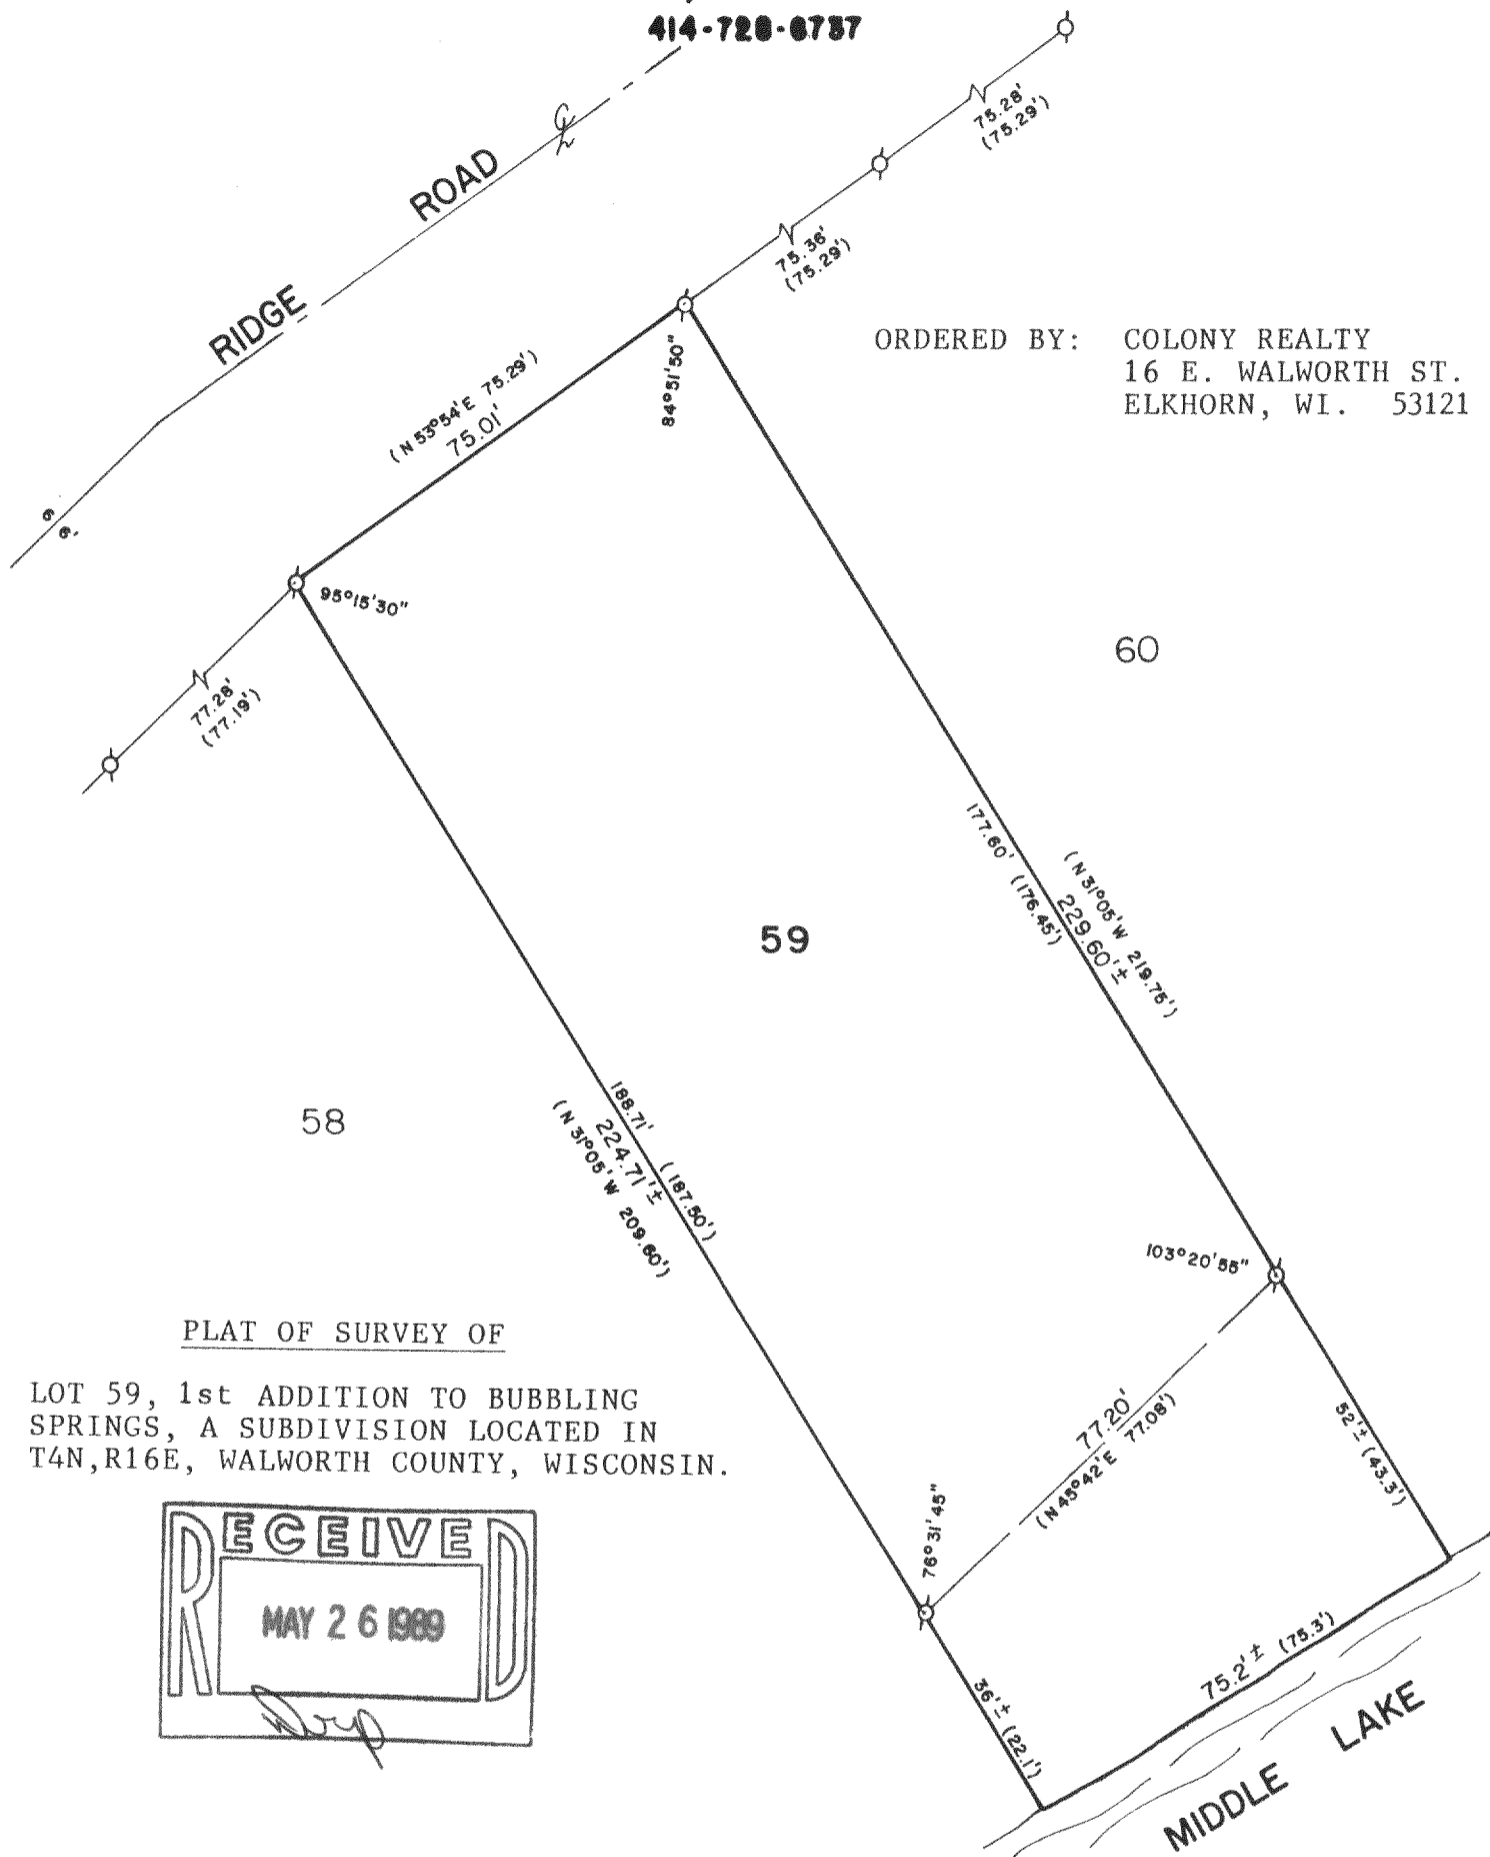 414-728-6737
75.28'
(75.29')
ROAD
75.36'
(75.29')
RIDGE
ORDERED BY: COLONY REALTY
16 E. WALWORTH ST.
ELKHORN, WI. 53121
84°51'50"
(N 53°54'E 75.29')
75.01'
66'
95°15'30"
77.28'
(77.19')
60
177.60' (176.45')
(N 31°05'W 219.75')
229.60'±
59
58
188.71' (187.50')
224.71'±
(N 31°05'W 209.60')
103°20'55"
PLAT OF SURVEY OF
LOT 59, 1st ADDITION TO BUBBLING
SPRINGS, A SUBDIVISION LOCATED IN
T4N,R16E, WALWORTH COUNTY, WISCONSIN.
77.20'
(N 45°42'E 77.08')
52'± (43.3')
76°31'45"
RECEIVED
MAY 26 1989
36'± (22.1')
75.2'± (75.3')
MIDDLE LAKE